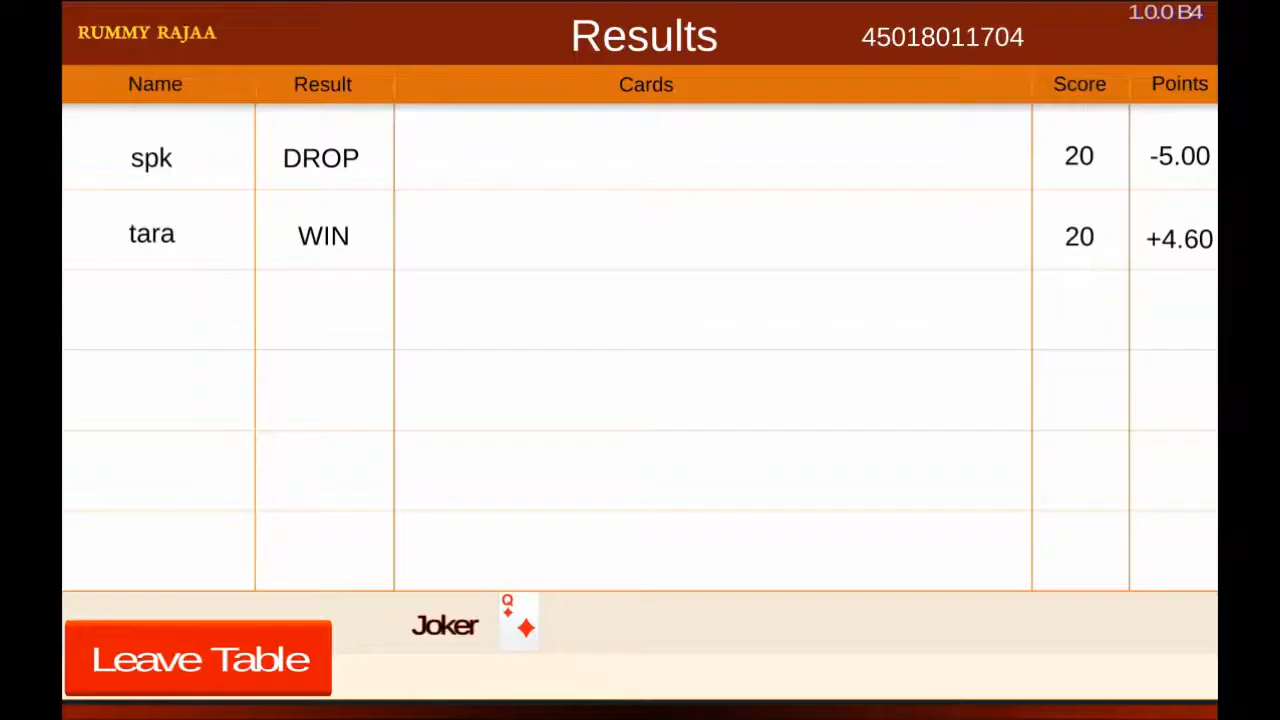 1.0.0 B4
RUMMY RAJAA Results 45018011704
Name Result Cards Score Points
spk DROP 20 -5.00
tara WIN 20 +4.60
Joker Q
Leave Table